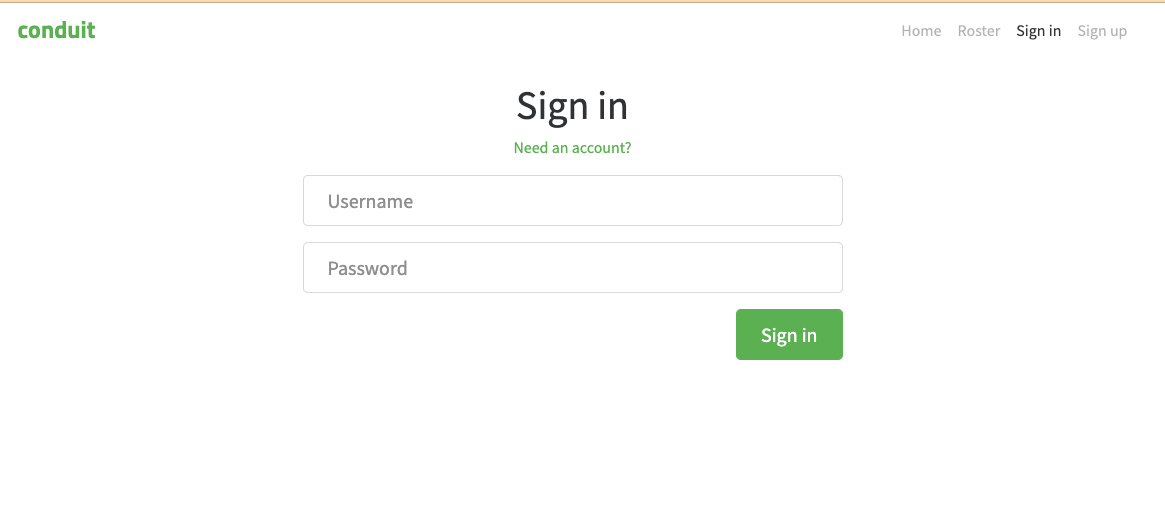 conduit
Home Roster Sign in Sign up
Sign in
Need an account?
Username
Password
Sign in